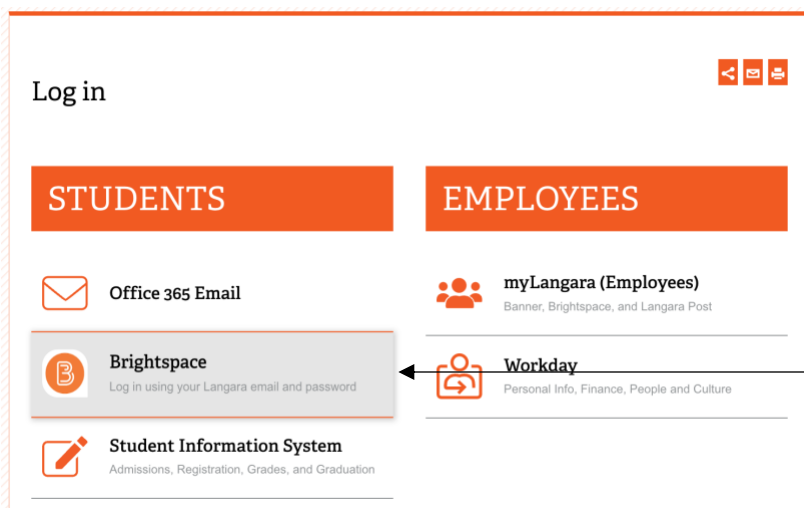 Log in
STUDENTS
Office 365 Email
Brightspace
Log in using your Langara email and password
Student Information System
Admissions, Registration, Grades, and Graduation
EMPLOYEES
myLangara (Employees)
Banner, Brightspace, and Langara Post
Workday
Personal Info, Finance, People and Culture